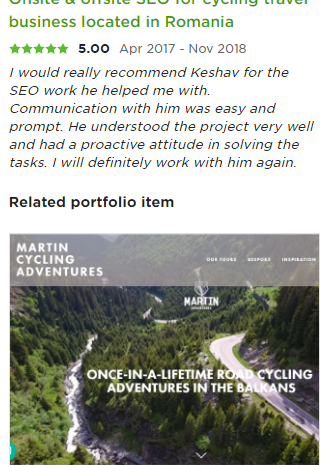 Onsite & offsite SEO for cycling travel
business located in Romania
5.00 Apr 2017 - Nov 2018
I would really recommend Keshav for the
SEO work he helped me with.
Communication with him was easy and
prompt. He understood the project very well
and had a proactive attitude in solving the
tasks. I will definitely work with him again.
Related portfolio item
MARTIN
CYCLING
ADVENTURES
OUR TOURS BESPOKE INSPIRATION
MARTIN
ADVENTURES
ONCE-IN-A-LIFETIME ROAD CYCLING
ADVENTURES IN THE BALKANS